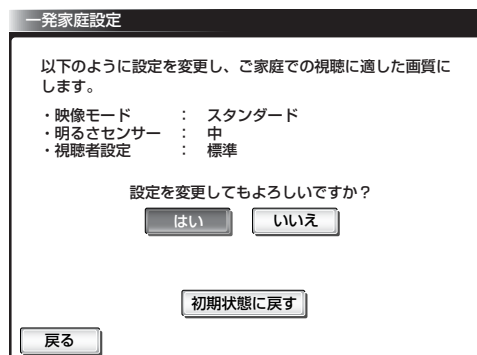 一発家庭設定
以下のように設定を変更し、ご家庭での視聴に適した画質に
します。
・映像モード ： スタンダード
・明るさセンサー ： 中
・視聴者設定 ： 標準
設定を変更してもよろしいですか？
はい いいえ
初期状態に戻す
戻る